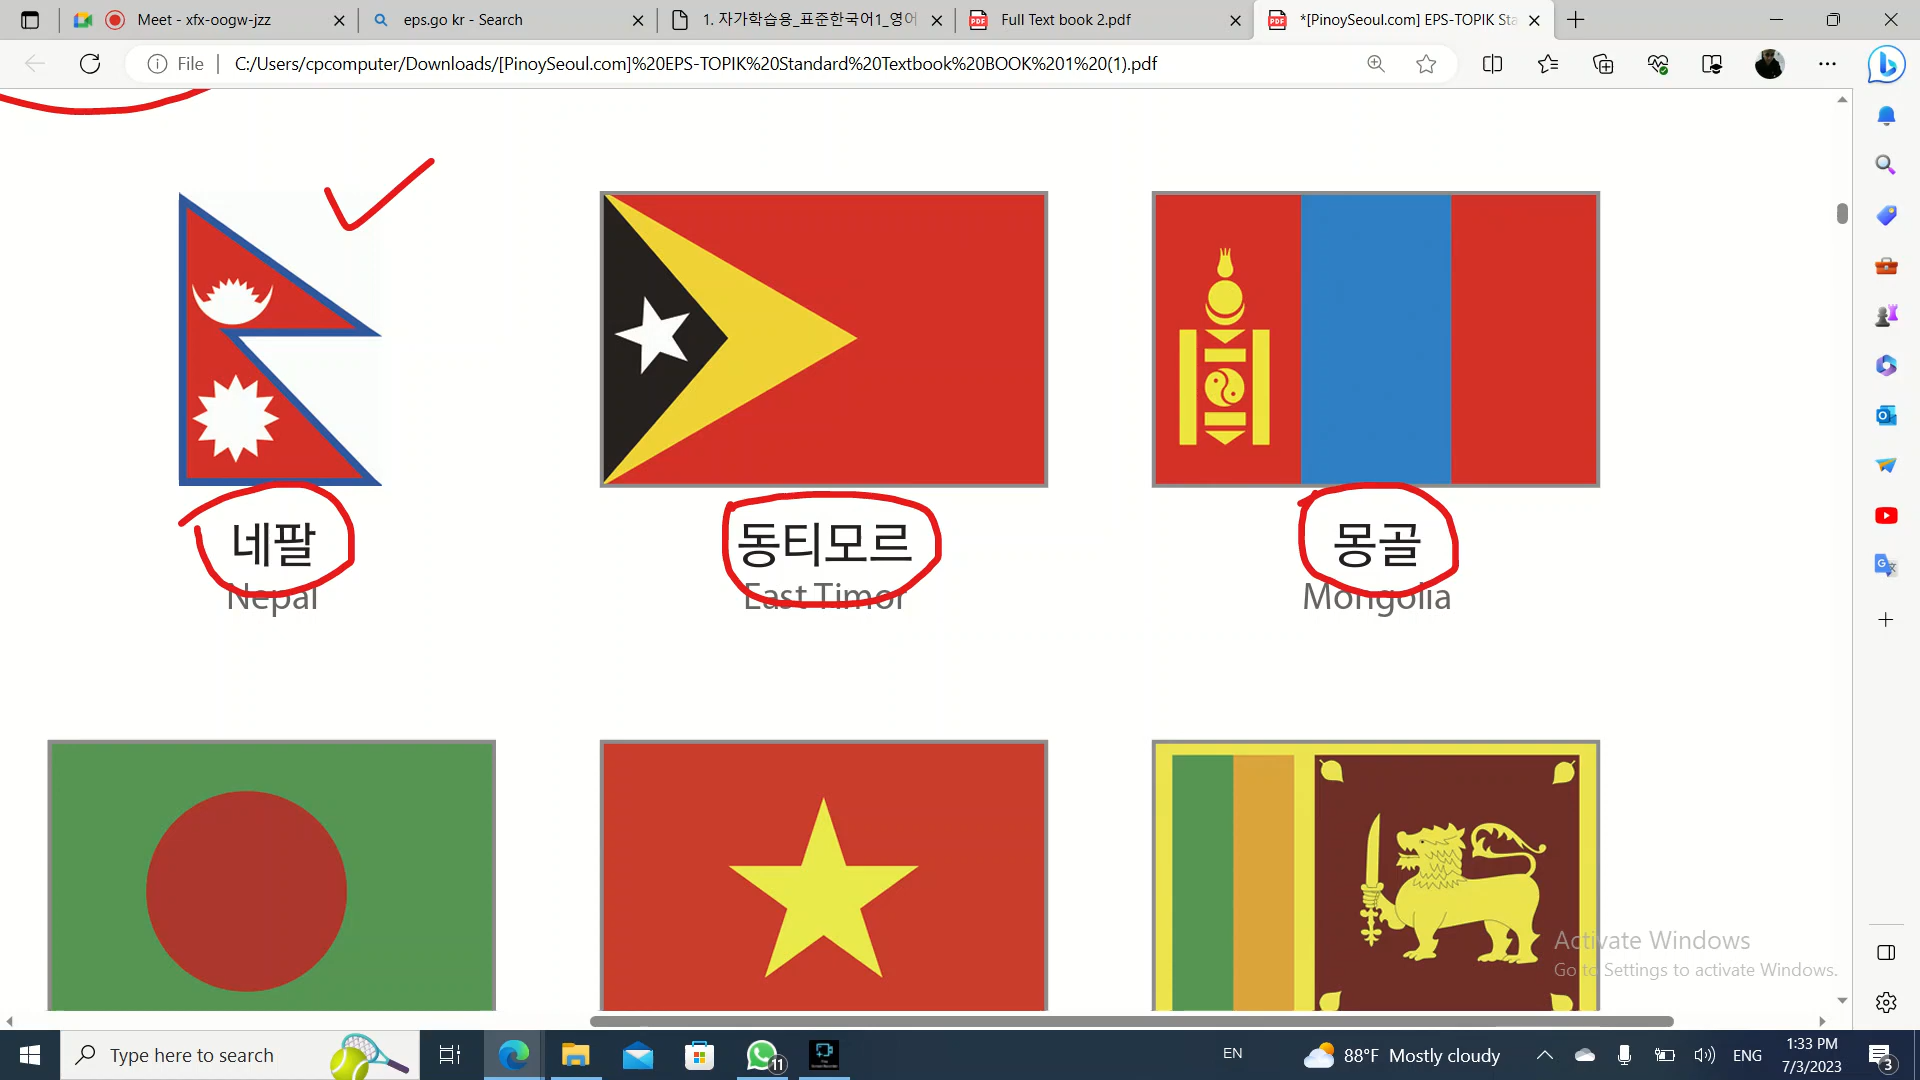 Meet - xfx-oogw-jzz
eps.go kr - Search
1. 자가학습용_표준한국어1_영어
Full Text book 2.pdf
*[PinoySeoul.com] EPS-TOPIK Sta
File
C:/Users/cpcomputer/Downloads/[PinoySeoul.com]%20EPS-TOPIK%20Standard%20Textbook%20BOOK%201%20(1).pdf
네팔
Nepal
동티모르
East Timor
몽골
Mongolia
Activate Windows
Go to Settings to activate Windows.
Type here to search
11
EN
88°F Mostly cloudy
ENG
1:33 PM
7/3/2023
3